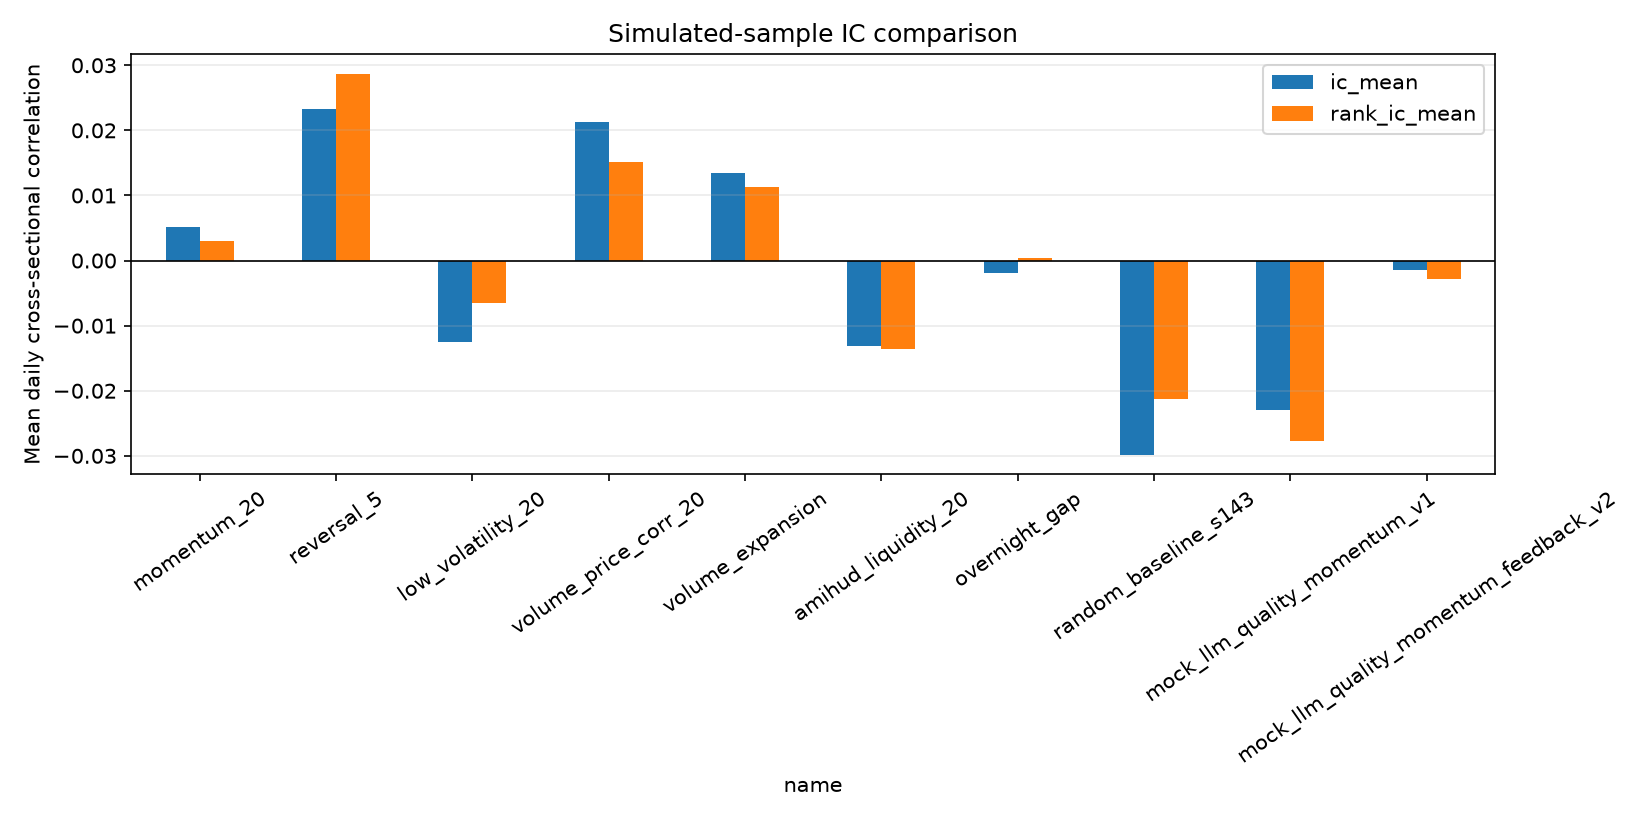 Simulated-sample IC comparison
Mean daily cross-sectional correlation
0.03
0.02
0.01
0.00
−0.01
−0.02
−0.03
ic_mean
rank_ic_mean
momentum_20
reversal_5
low_volatility_20
volume_price_corr_20
volume_expansion
amihud_liquidity_20
overnight_gap
random_baseline_s143
mock_llm_quality_momentum_v1
mock_llm_quality_momentum_feedback_v2
name